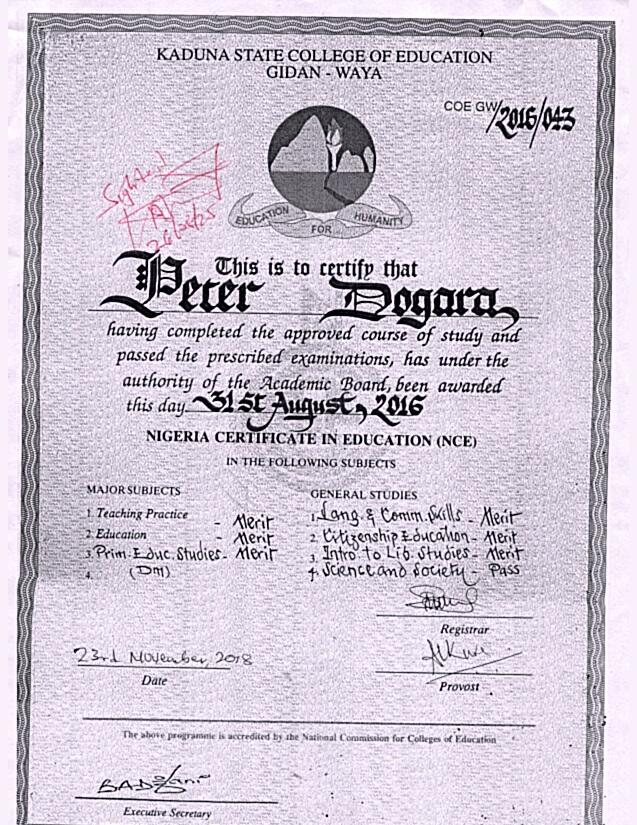 KADUNA STATE COLLEGE OF EDUCATION
GIDAN - WAYA
COE GW/2016/043
Sighted
26/06/25
EDUCATION FOR HUMANITY
This is to certify that
Peter Dogara
having completed the approved course of study and
passed the prescribed examinations, has under the
authority of the Academic Board, been awarded
this day 31st August, 2016
NIGERIA CERTIFICATE IN EDUCATION (NCE)
IN THE FOLLOWING SUBJECTS
MAJOR SUBJECTS
1. Teaching Practice - Merit
2. Education - Merit
3. Prim. Educ. Studies - Merit
4. (DM)
GENERAL STUDIES
1. Lang. & Comm. Skills - Merit
2. Citizenship Education - Merit
3. Intro to Lib. Studies - Merit
4. Science and Society - Pass
Registrar
23rd November, 2018
Date
Provost
The above programme is accredited by the National Commission for Colleges of Education
Executive Secretary